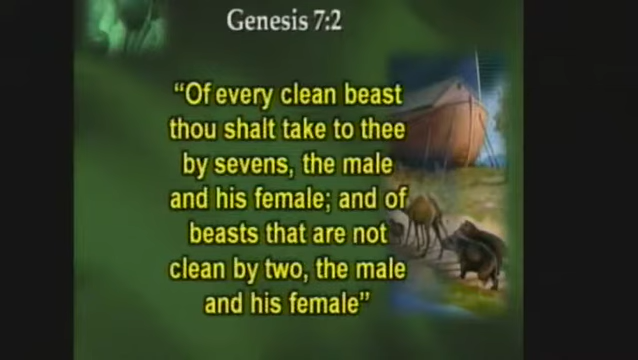 Genesis 7:2
“Of every clean beast
thou shalt take to thee
by sevens, the male
and his female; and of
beasts that are not
clean by two, the male
and his female”